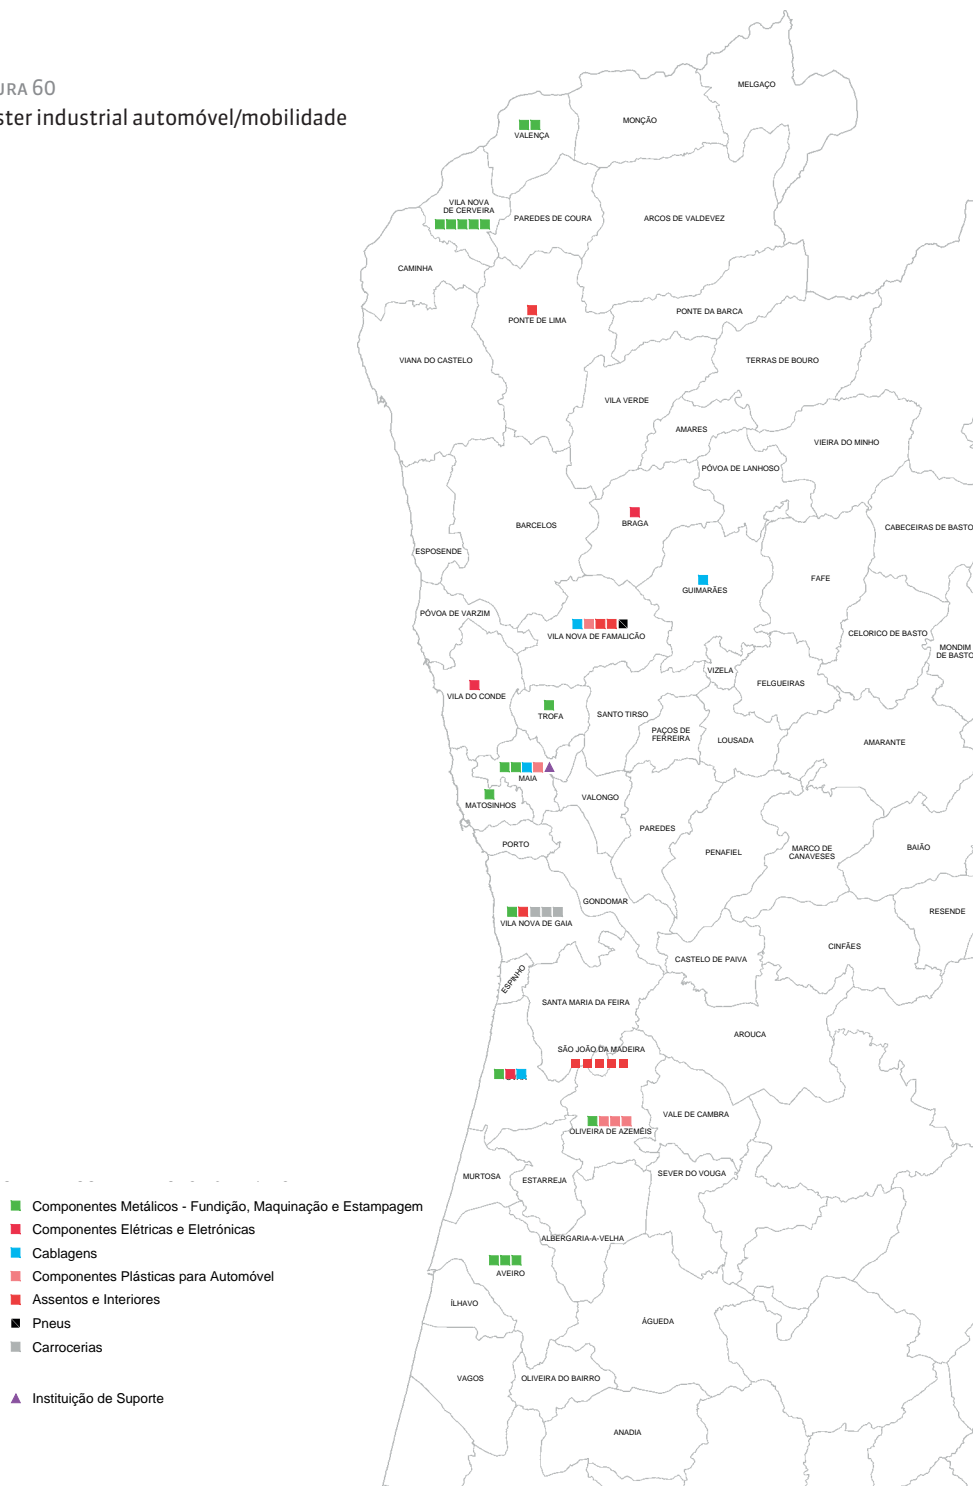 URA 60
ster industrial automóvel/mobilidade
MELGAÇO
MONÇÃO
VALENÇA
VILA NOVA
DE CERVEIRA
PAREDES DE COURA
ARCOS DE VALDEVEZ
CAMINHA
PONTE DA BARCA
PONTE DE LIMA
VIANA DO CASTELO
TERRAS DE BOURO
VILA VERDE
AMARES
VIEIRA DO MINHO
PÓVOA DE LANHOSO
BARCELOS
BRAGA
CABECEIRAS DE BASTO
ESPOSENDE
GUIMARÃES
FAFE
PÓVOA DE VARZIM
VILA NOVA DE FAMALICÃO
CELORICO DE BASTO
MONDIM
DE BASTO
VIZELA
FELGUEIRAS
VILA DO CONDE
TROFA
SANTO TIRSO
PAÇOS DE
FERREIRA
LOUSADA
AMARANTE
MAIA
MATOSINHOS
VALONGO
PAREDES
PORTO
PENAFIEL
MARCO DE
CANAVESES
BAIÃO
GONDOMAR
RESENDE
VILA NOVA DE GAIA
CINFÃES
CASTELO DE PAIVA
ESPINHO
SANTA MARIA DA FEIRA
AROUCA
SÃO JOÃO DA MADEIRA
VALE DE CAMBRA
OLIVEIRA DE AZEMÉIS
MURTOSA
ESTARREJA
SEVER DO VOUGA
ALBERGARIA-A-VELHA
AVEIRO
ÍLHAVO
ÁGUEDA
VAGOS
OLIVEIRA DO BAIRRO
ANADIA
Componentes Metálicos - Fundição, Maquinação e Estampagem
Componentes Elétricas e Eletrónicas
Cablagens
Componentes Plásticas para Automóvel
Assentos e Interiores
Pneus
Carrocerias
Instituição de Suporte